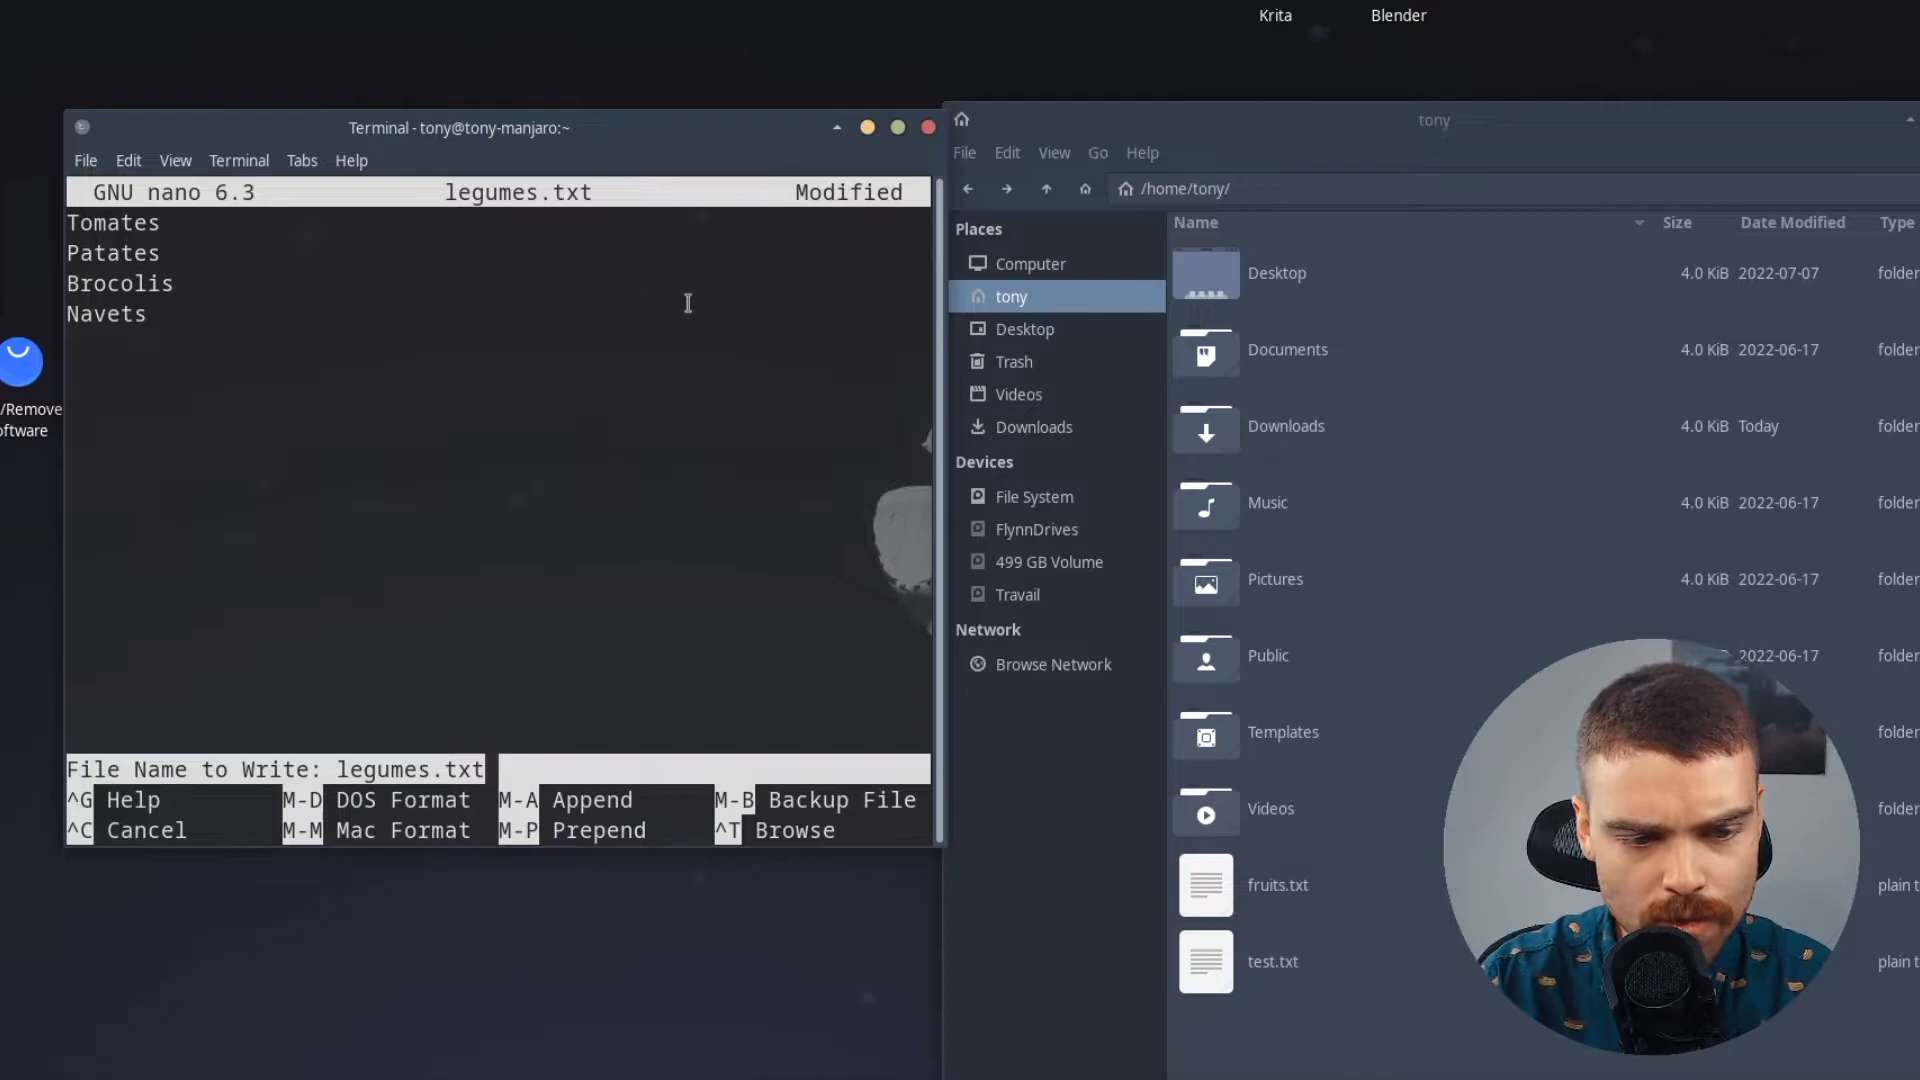 Krita
Blender
/Remove
oftware
Terminal - tony@tony-manjaro:~
File Edit View Terminal Tabs Help
GNU nano 6.3 legumes.txt Modified
Tomates
Patates
Brocolis
Navets
File Name to Write: legumes.txt
^G Help M-D DOS Format M-A Append M-B Backup File
^C Cancel M-M Mac Format M-P Prepend ^T Browse
tony
File Edit View Go Help
/home/tony/
Places
Computer
tony
Desktop
Trash
Videos
Downloads
Devices
File System
FlynnDrives
499 GB Volume
Travail
Network
Browse Network
Name Size Date Modified Type
Desktop 4.0 KiB 2022-07-07 folder
Documents 4.0 KiB 2022-06-17 folder
Downloads 4.0 KiB Today folder
Music 4.0 KiB 2022-06-17 folder
Pictures 4.0 KiB 2022-06-17 folder
Public 2022-06-17 folder
Templates folder
Videos folder
fruits.txt plain t
test.txt plain t